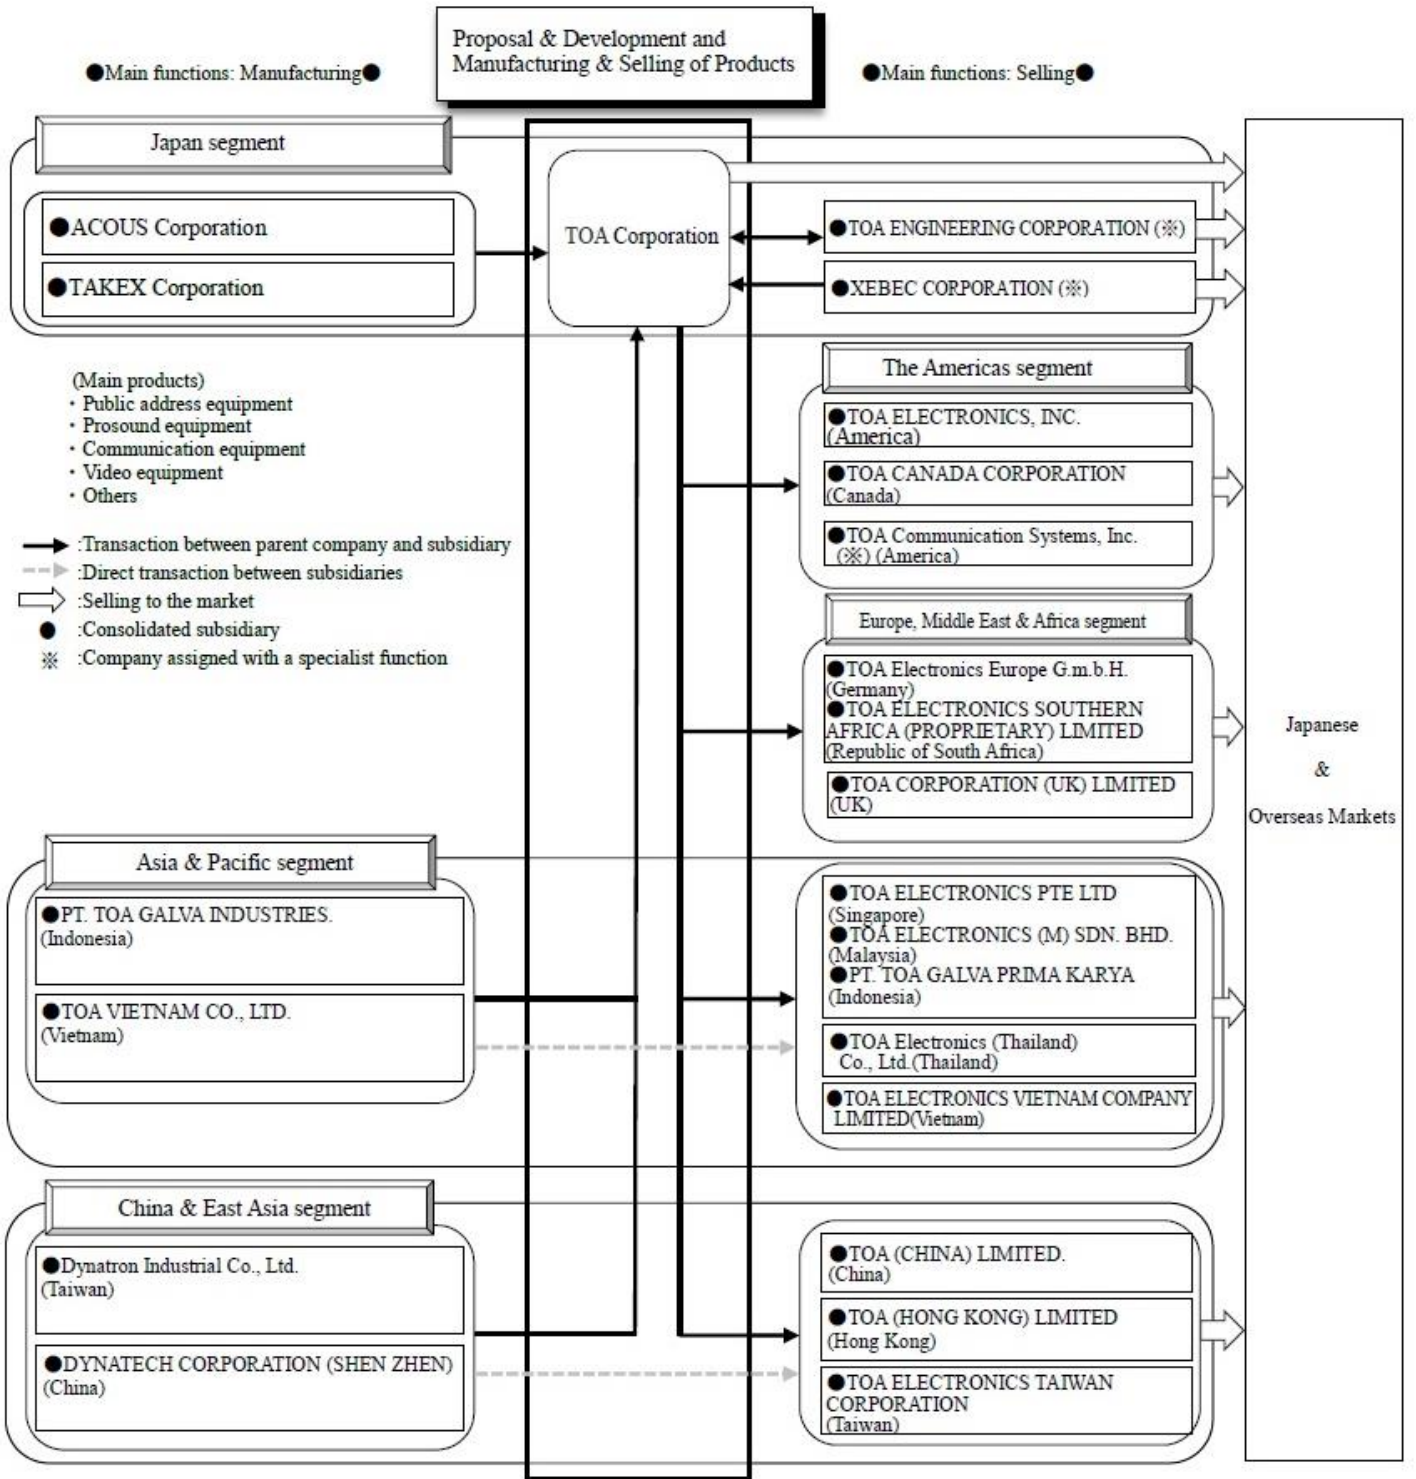 Proposal & Development and
Manufacturing & Selling of Products
●Main functions: Manufacturing●
●Main functions: Selling●
Japan segment
●ACOUS Corporation
●TAKEX Corporation
TOA Corporation
●TOA ENGINEERING CORPORATION (※)
●XEBEC CORPORATION (※)
(Main products)
・Public address equipment
・Prosound equipment
・Communication equipment
・Video equipment
・Others
:Transaction between parent company and subsidiary
:Direct transaction between subsidiaries
:Selling to the market
● :Consolidated subsidiary
※ :Company assigned with a specialist function
The Americas segment
●TOA ELECTRONICS, INC.
(America)
●TOA CANADA CORPORATION
(Canada)
●TOA Communication Systems, Inc.
(※) (America)
Europe, Middle East & Africa segment
●TOA Electronics Europe G.m.b.H.
(Germany)
●TOA ELECTRONICS SOUTHERN
AFRICA (PROPRIETARY) LIMITED
(Republic of South Africa)
●TOA CORPORATION (UK) LIMITED
(UK)
Japanese
&
Overseas Markets
Asia & Pacific segment
●PT. TOA GALVA INDUSTRIES.
(Indonesia)
●TOA VIETNAM CO., LTD.
(Vietnam)
●TOA ELECTRONICS PTE LTD
(Singapore)
●TOA ELECTRONICS (M) SDN. BHD.
(Malaysia)
●PT. TOA GALVA PRIMA KARYA
(Indonesia)
●TOA Electronics (Thailand)
Co., Ltd.(Thailand)
●TOA ELECTRONICS VIETNAM COMPANY
LIMITED(Vietnam)
China & East Asia segment
●Dynatron Industrial Co., Ltd.
(Taiwan)
●DYNATECH CORPORATION (SHEN ZHEN)
(China)
●TOA (CHINA) LIMITED.
(China)
●TOA (HONG KONG) LIMITED
(Hong Kong)
●TOA ELECTRONICS TAIWAN
CORPORATION
(Taiwan)